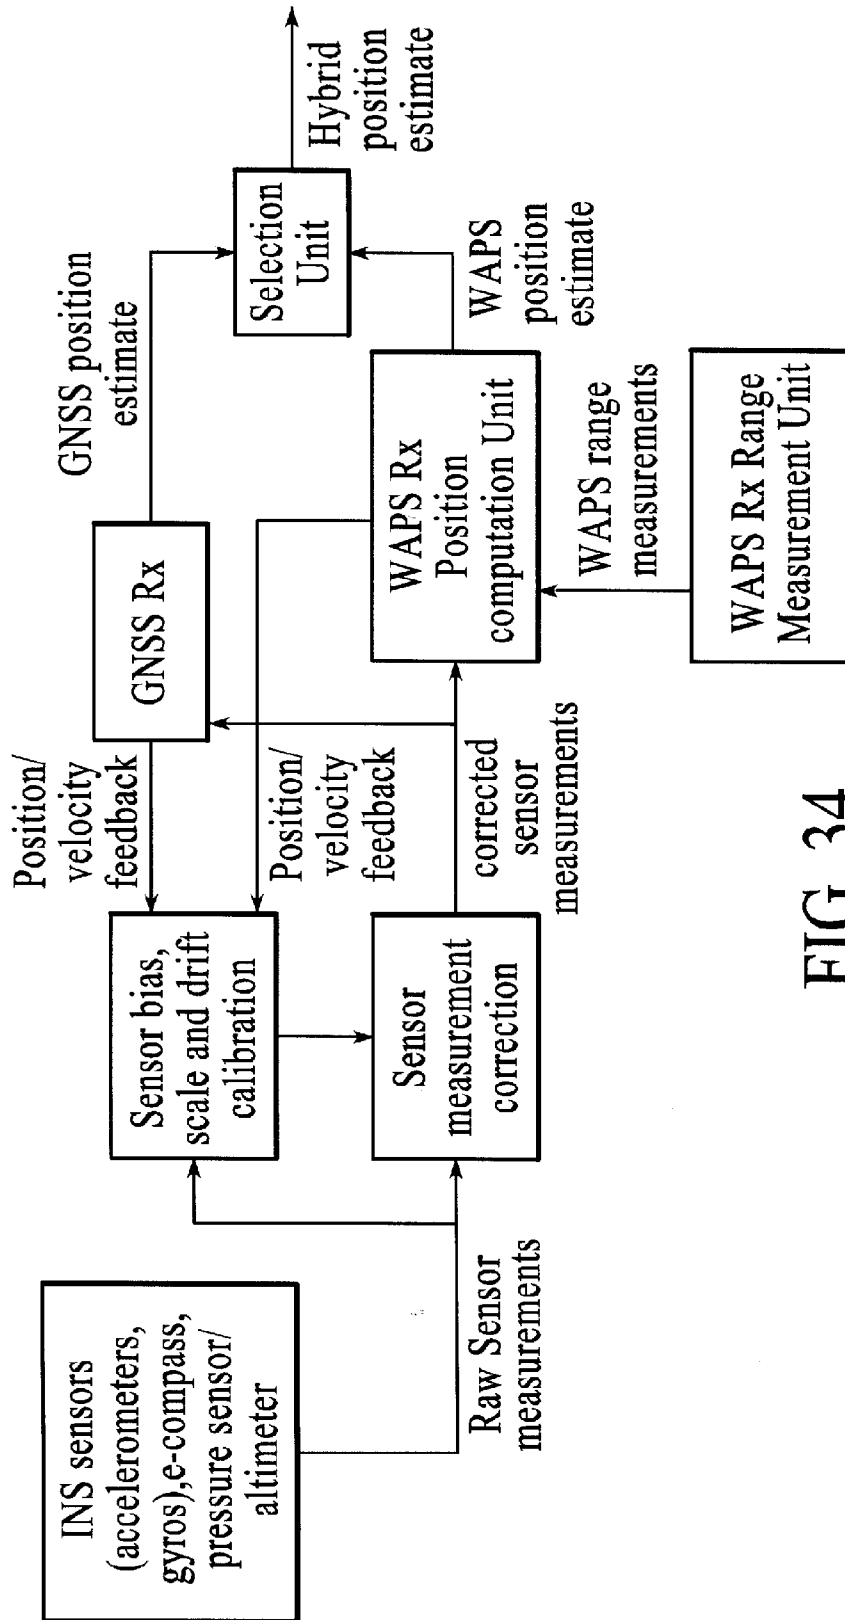 INS sensors
(accelerometers,
gyros),e-compass,
pressure sensor/
altimeter
Raw Sensor
measurements
Sensor bias,
scale and drift
calibration
Sensor
measurement
correction
Position/
velocity
feedback
Position/
velocity
feedback
corrected
sensor
measurements
GNSS Rx
GNSS position
estimate
WAPS Rx
Position
computation Unit
WAPS range
measurements
WAPS Rx Range
Measurement Unit
WAPS
position
estimate
Selection
Unit
Hybrid
position
estimate
FIG. 34